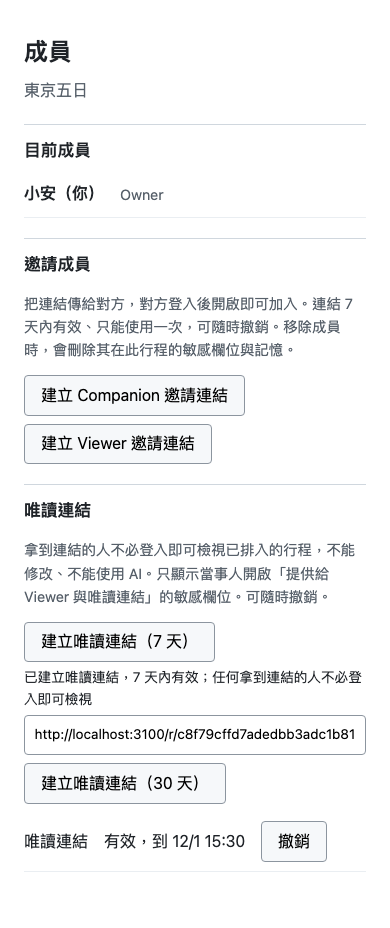 成員
東京五日
目前成員
小安（你） Owner
邀請成員
把連結傳給對方，對方登入後開啟即可加入。連結 7
天內有效、只能使用一次，可隨時撤銷。移除成員
時，會刪除其在此行程的敏感欄位與記憶。
建立 Companion 邀請連結
建立 Viewer 邀請連結
唯讀連結
拿到連結的人不必登入即可檢視已排入的行程，不能
修改、不能使用 AI。只顯示當事人開啟「提供給
Viewer 與唯讀連結」的敏感欄位。可隨時撤銷。
建立唯讀連結（7 天）
已建立唯讀連結，7 天內有效；任何拿到連結的人不必登
入即可檢視
http://localhost:3100/r/c8f79cffd7adedbb3adc1b81
建立唯讀連結（30 天）
唯讀連結 有效，到 12/1 15:30 撤銷